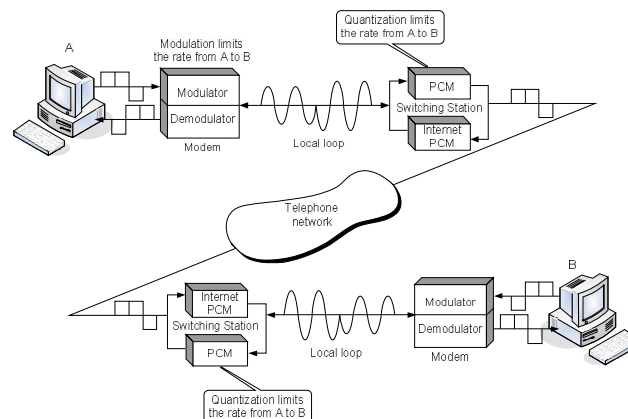 Quantization limits
the rate from A to B
A
Modulation limits
the rate from A to B
Modulator
Demodulator
Modem
Local loop
PCM
Switching Station
Internet
PCM
Telephone
network
B
Internet
PCM
Switching Station
PCM
Local loop
Modulator
Demodulator
Modem
Quantization limits
the rate from A to B